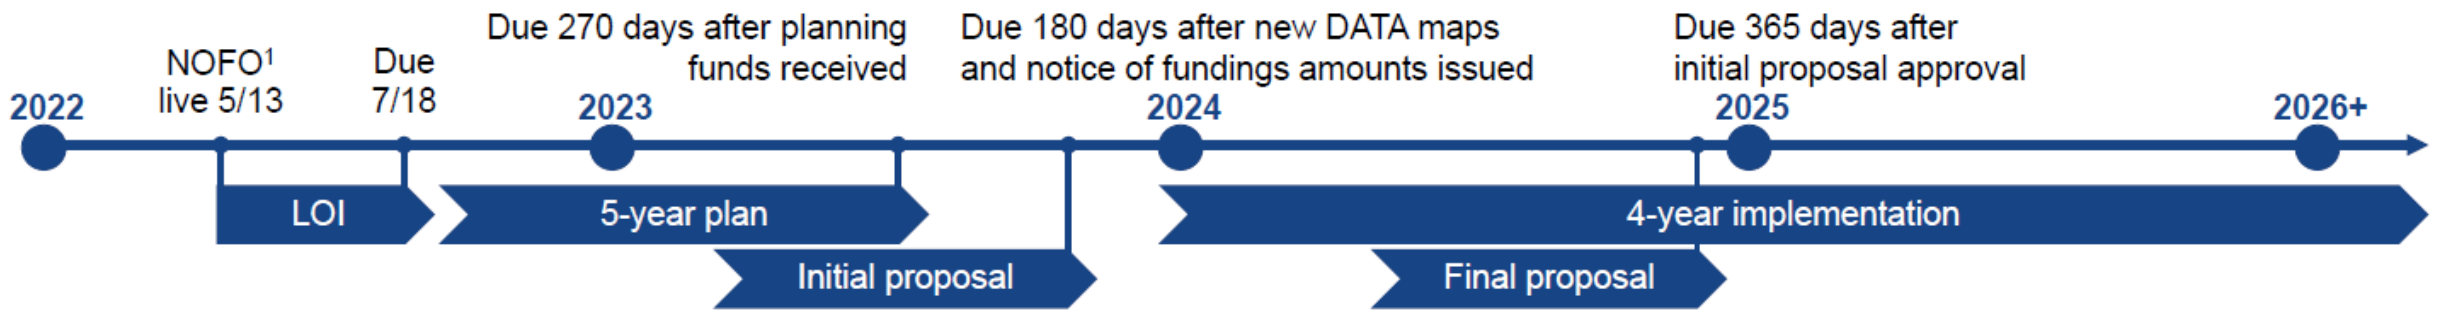 NOFO¹
live 5/13
Due
7/18
Due 270 days after planning
funds received
Due 180 days after new DATA maps
and notice of fundings amounts issued
Due 365 days after
initial proposal approval
2022
2023
2024
2025
2026+
LOI
5-year plan
4-year implementation
Initial proposal
Final proposal